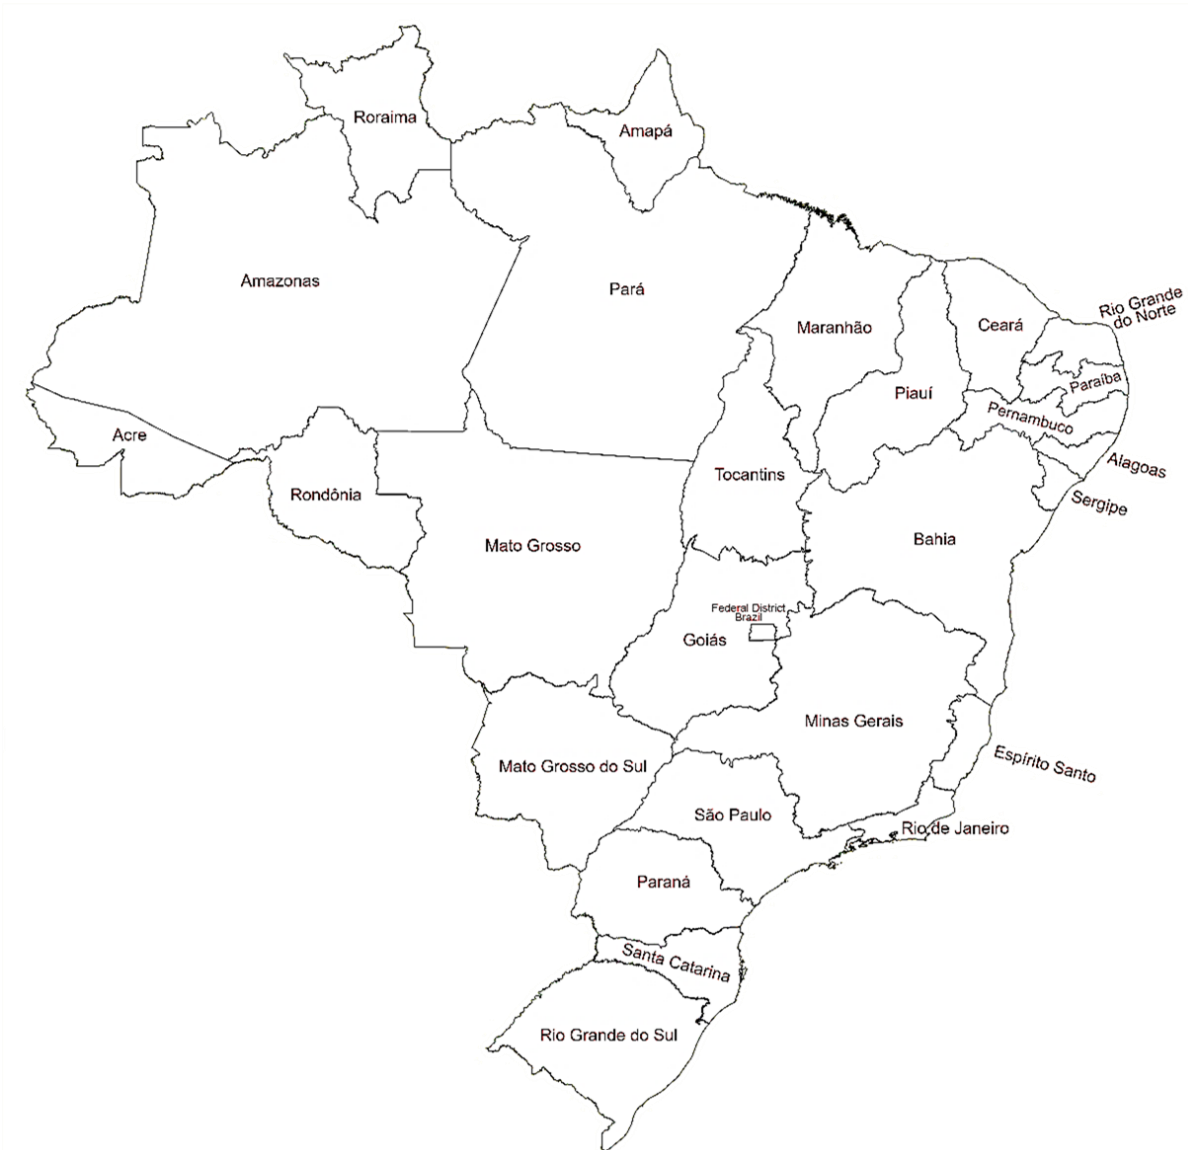 Roraima
Amapá
Amazonas
Pará
Rio Grande
do Norte
Maranhão
Ceará
Paraíba
Piauí
Pernambuco
Acre
Alagoas
Tocantins
Rondônia
Sergipe
Bahia
Mato Grosso
Federal District
Brazil
Goiás
Minas Gerais
Espírito Santo
Mato Grosso do Sul
São Paulo
Rio de Janeiro
Paraná
Santa Catarina
Rio Grande do Sul